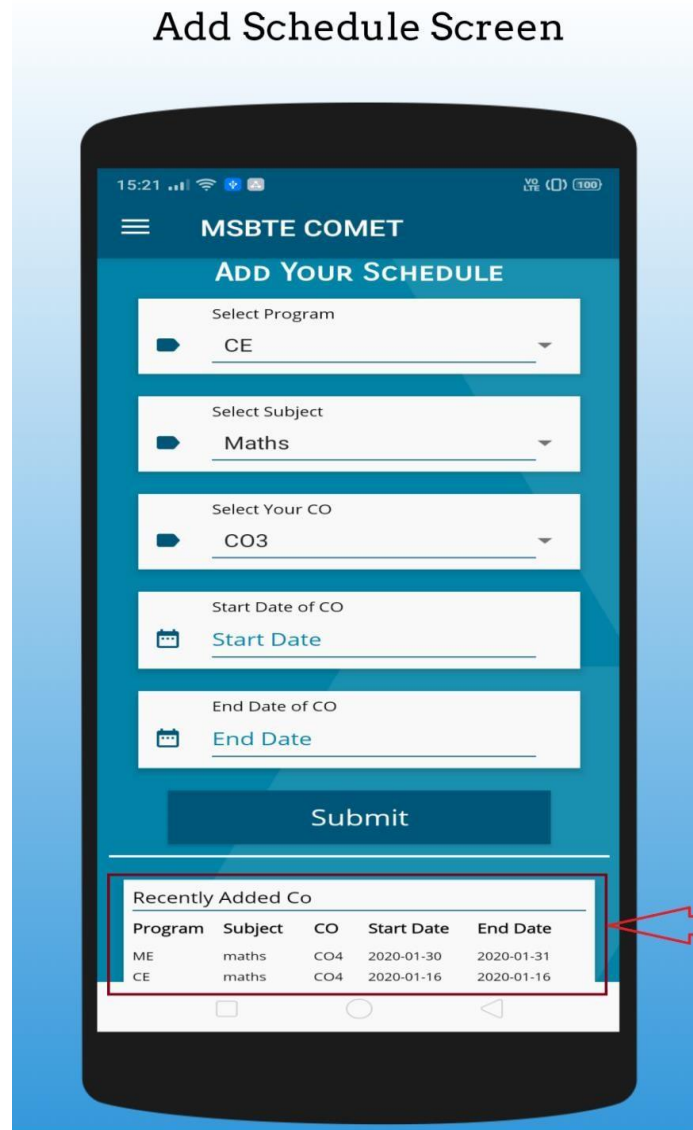 Add Schedule Screen
15:21 VO LTE 100
MSBTE COMET
ADD YOUR SCHEDULE
Select Program
CE
Select Subject
Maths
Select Your CO
CO3
Start Date of CO
Start Date
End Date of CO
End Date
Submit
Recently Added Co
Program Subject CO Start Date End Date
ME maths CO4 2020-01-30 2020-01-31
CE maths CO4 2020-01-16 2020-01-16